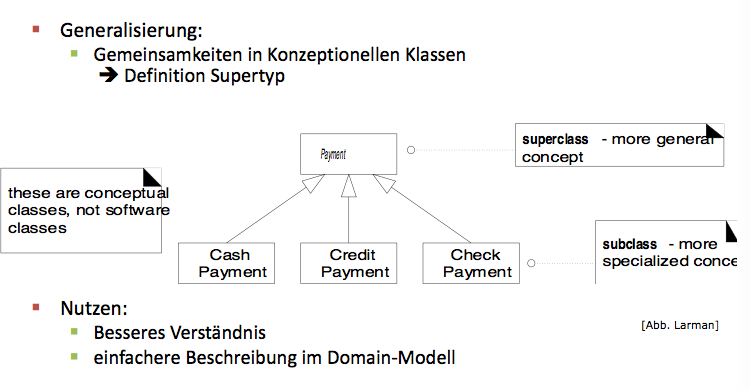 Generalisierung:
Gemeinsamkeiten in Konzeptionellen Klassen
➔ Definition Supertyp
Payment
superclass - more general
concept
these are conceptual
classes, not software
classes
Cash
Payment
Credit
Payment
Check
Payment
subclass - more
specialized conce
Nutzen:
[Abb. Larman]
Besseres Verständnis
einfachere Beschreibung im Domain-Modell